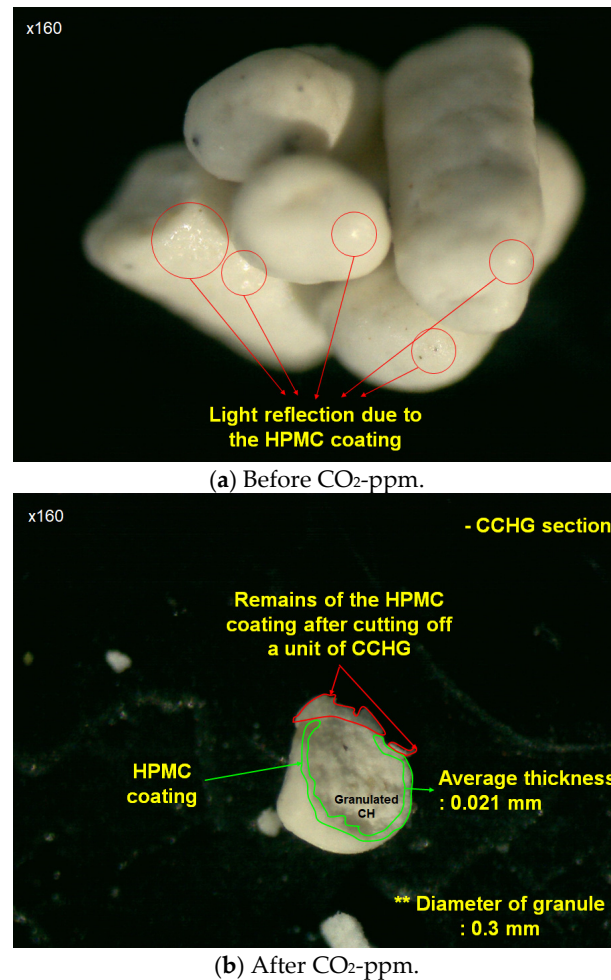 x160
Light reflection due to
the HPMC coating
(a) Before CO2-ppm.
x160
- CCHG section
Remains of the HPMC
coating after cutting off
a unit of CCHG
HPMC
coating
Average thickness
: 0.021 mm
Granulated
CH
** Diameter of granule
: 0.3 mm
(b) After CO2-ppm.